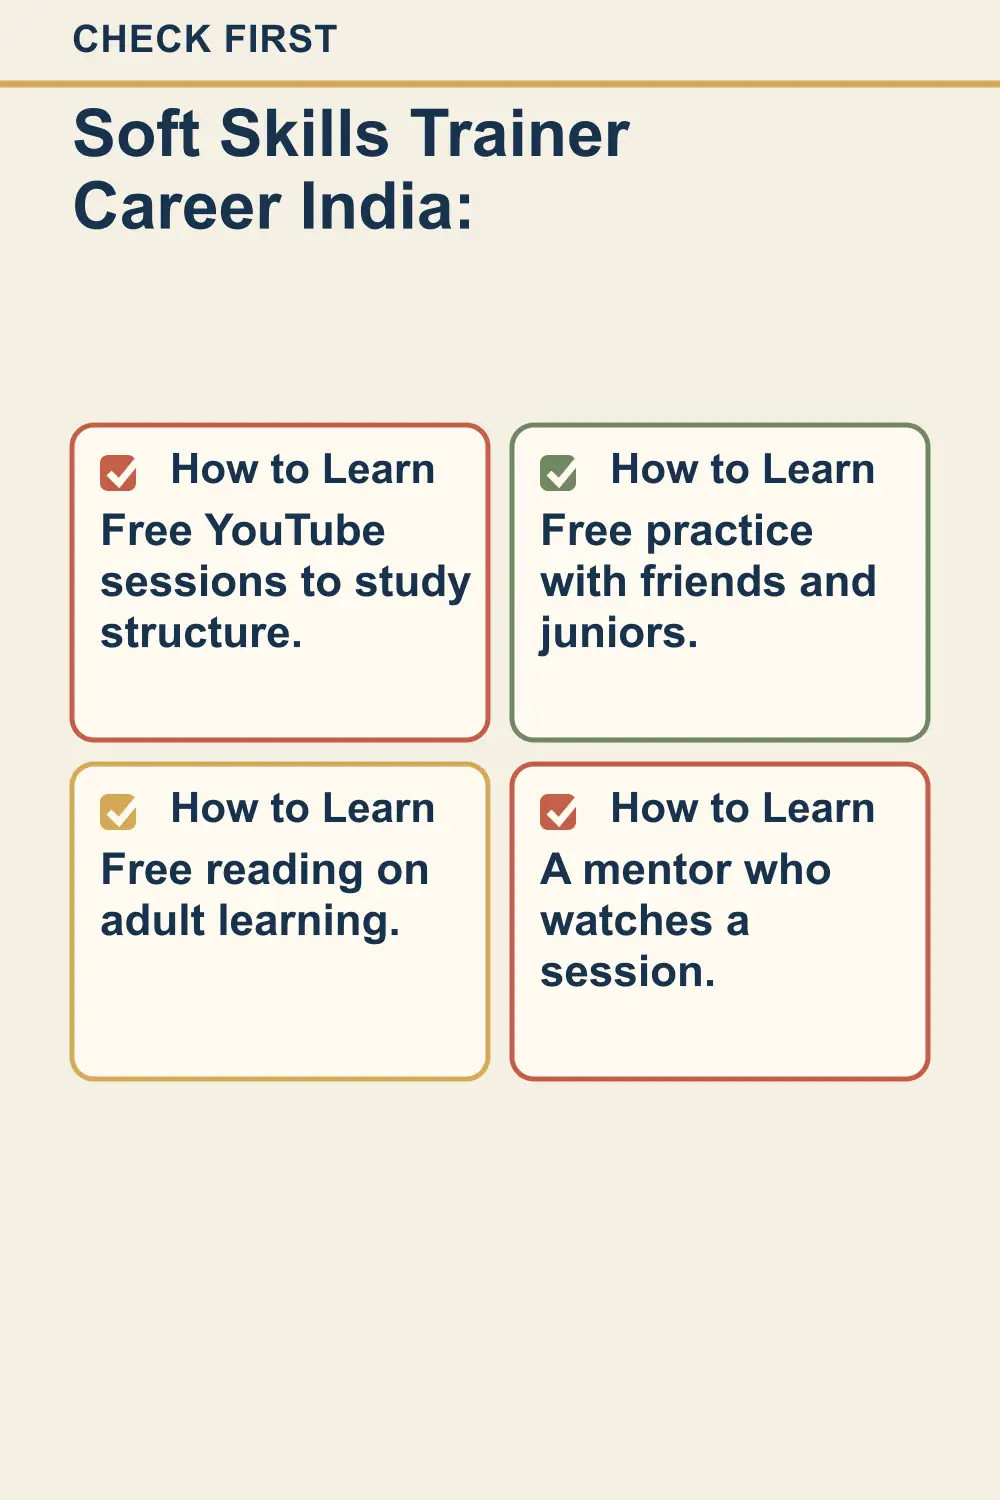 CHECK FIRST
Soft Skills Trainer
Career India:
How to Learn
Free YouTube
sessions to study
structure.
How to Learn
Free practice
with friends and
juniors.
How to Learn
Free reading on
adult learning.
How to Learn
A mentor who
watches a
session.